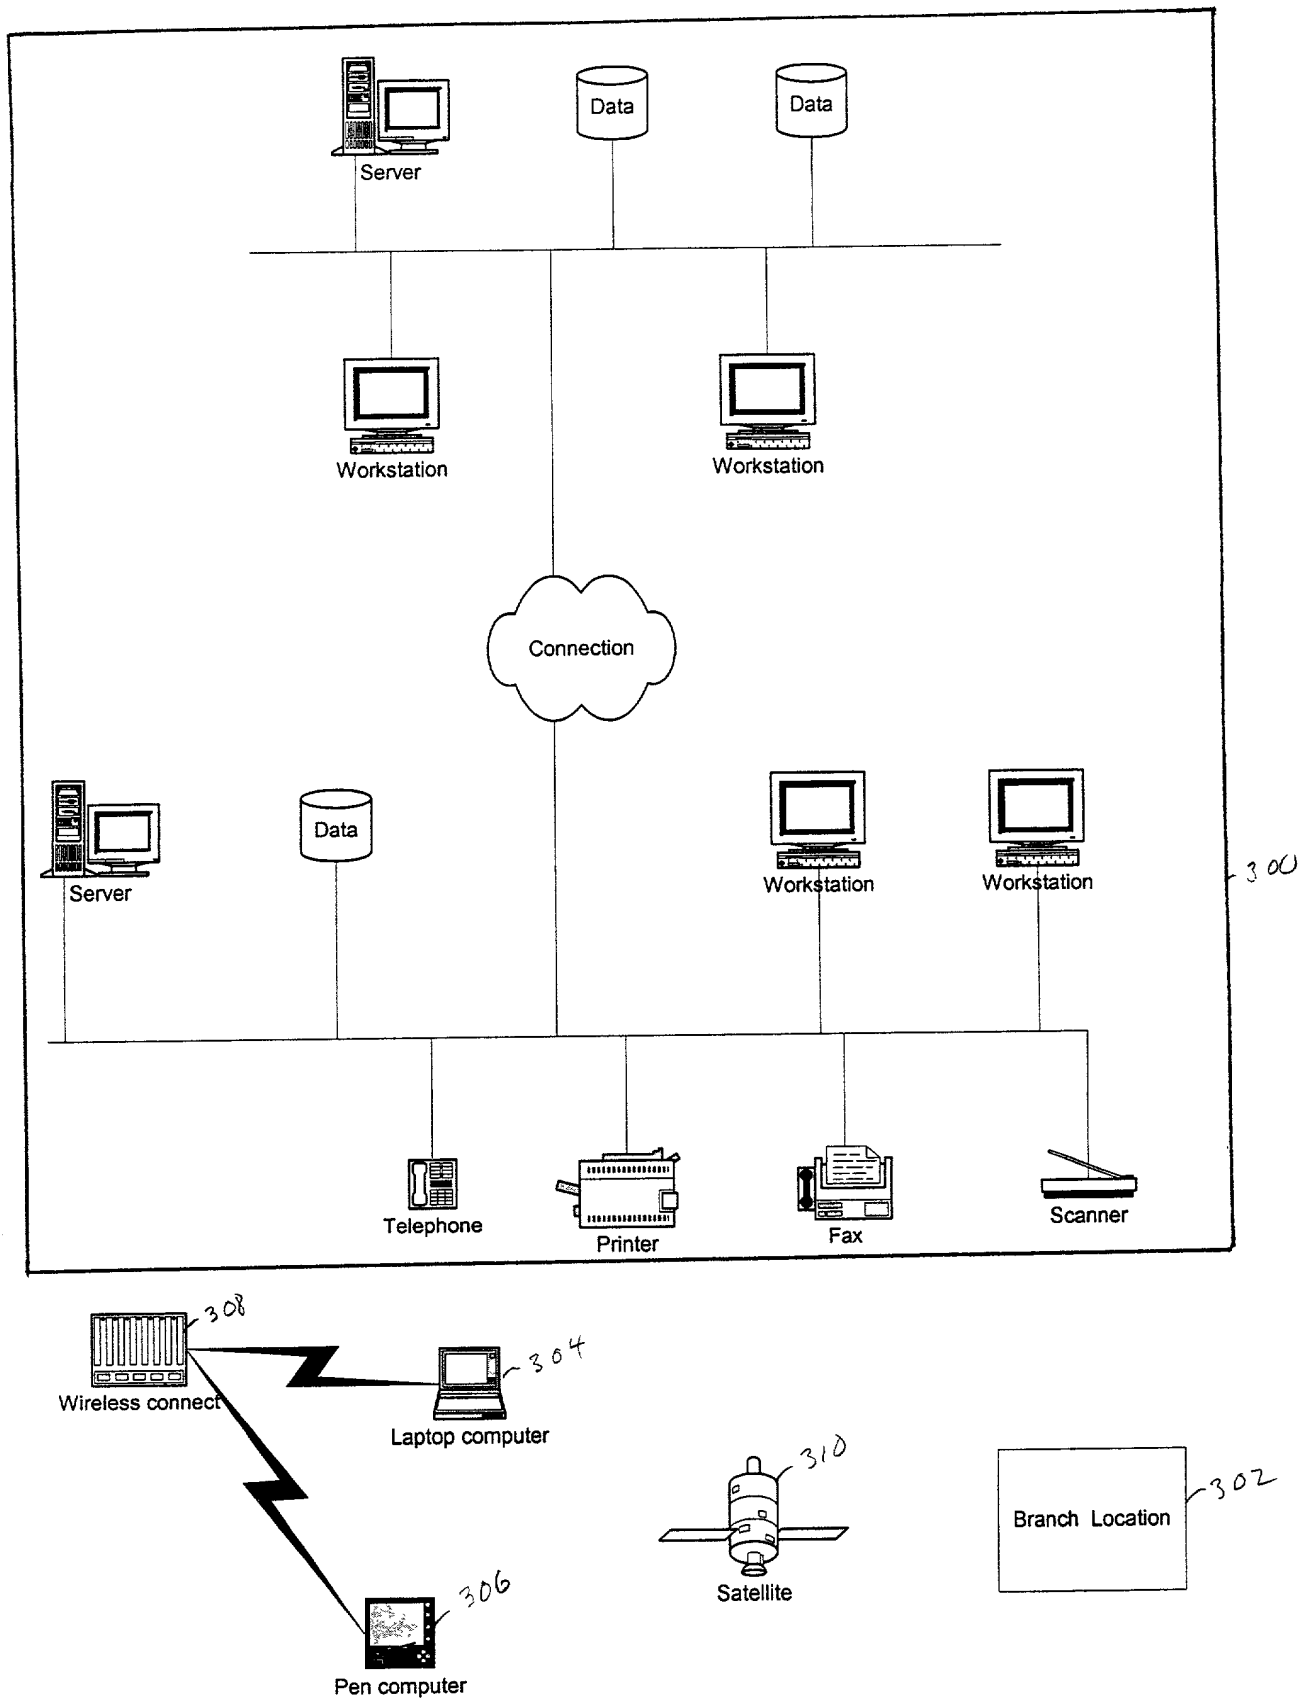 Data
Data
Server
Workstation
Workstation
Connection
Data
Server
Workstation
Workstation
300
Telephone
Printer
Fax
Scanner
308
304
Wireless connect
Laptop computer
310
302
Branch Location
Satellite
306
Pen computer